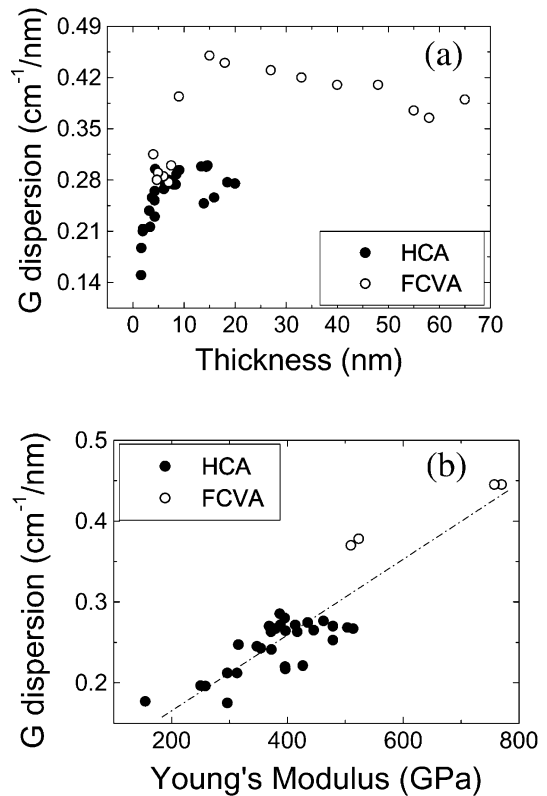 (a)
G dispersion (cm⁻¹/nm)
0.49
0.42
0.35
0.28
0.21
0.14
HCA
FCVA
0 10 20 30 40 50 60 70
Thickness (nm)
(b)
G dispersion (cm⁻¹/nm)
0.5
0.4
0.3
0.2
HCA
FCVA
200 400 600 800
Young's Modulus (GPa)